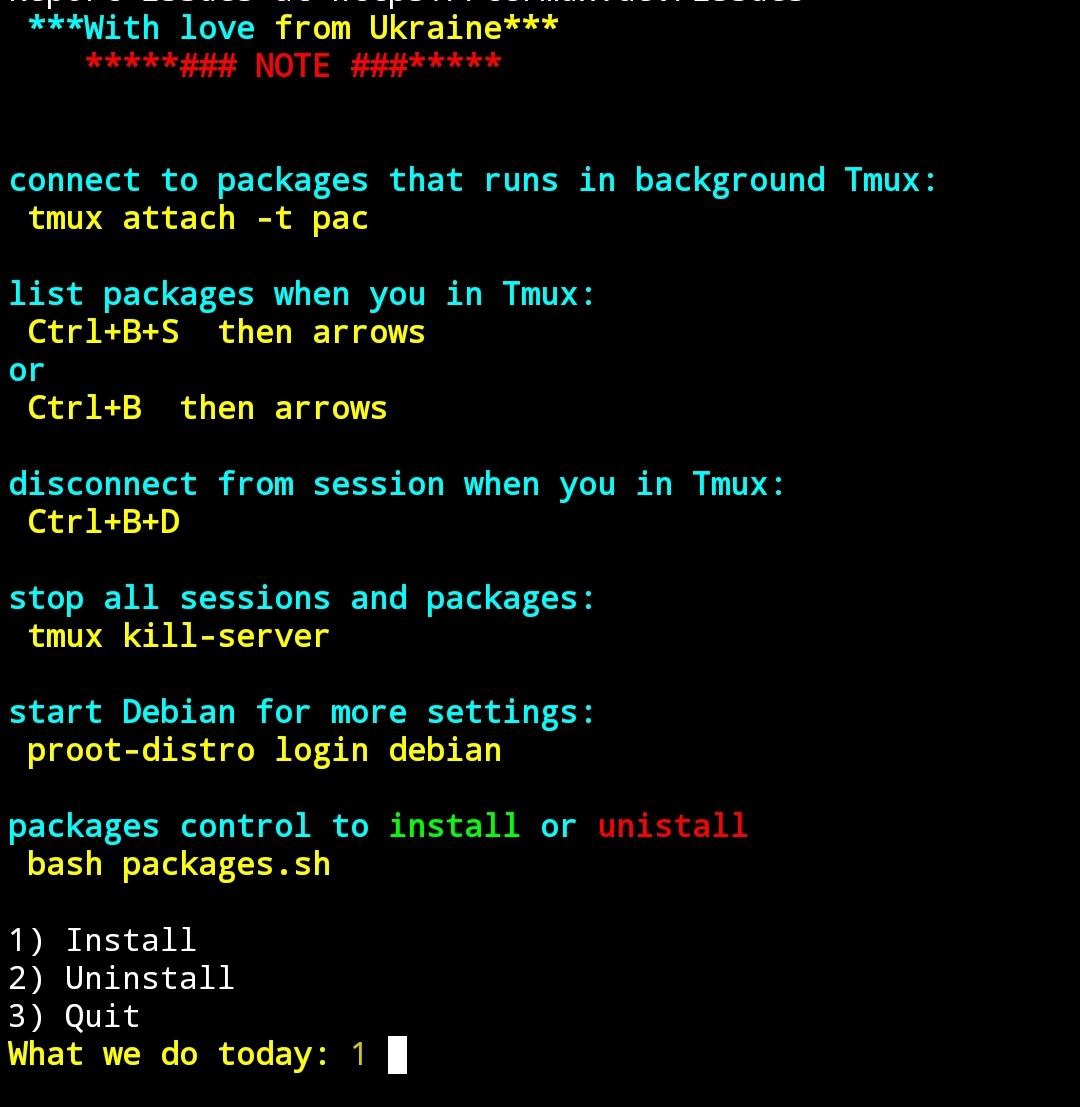 ***With love from Ukraine***
*****### NOTE ###*****
connect to packages that runs in background Tmux:
tmux attach -t pac
list packages when you in Tmux:
Ctrl+B+S  then arrows
or
Ctrl+B  then arrows
disconnect from session when you in Tmux:
Ctrl+B+D
stop all sessions and packages:
tmux kill-server
start Debian for more settings:
proot-distro login debian
packages control to install or unistall
bash packages.sh
1) Install
2) Uninstall
3) Quit
What we do today: 1